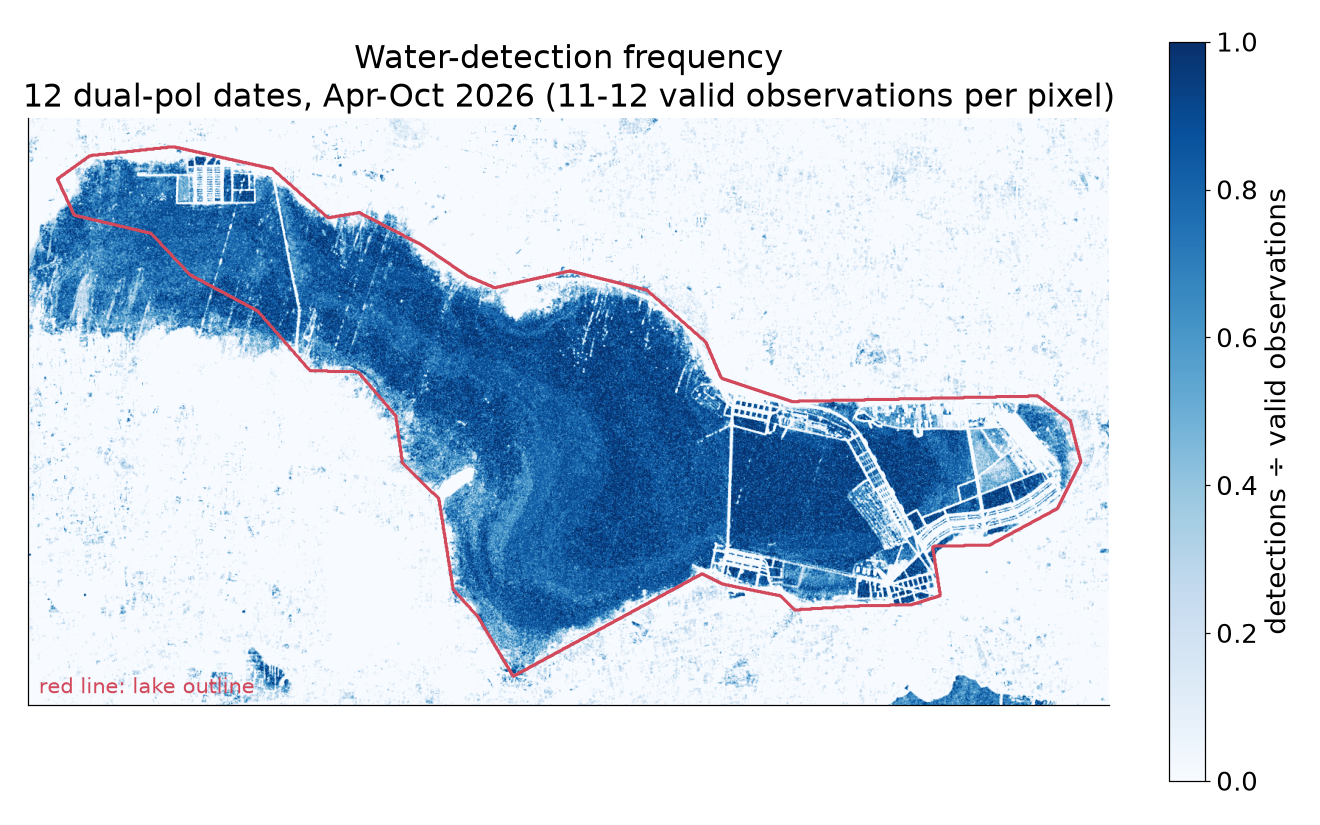 Water-detection frequency
12 dual-pol dates, Apr-Oct 2026 (11-12 valid observations per pixel)
1.0
0.8
0.6
0.4
0.2
0.0
detections ÷ valid observations
red line: lake outline